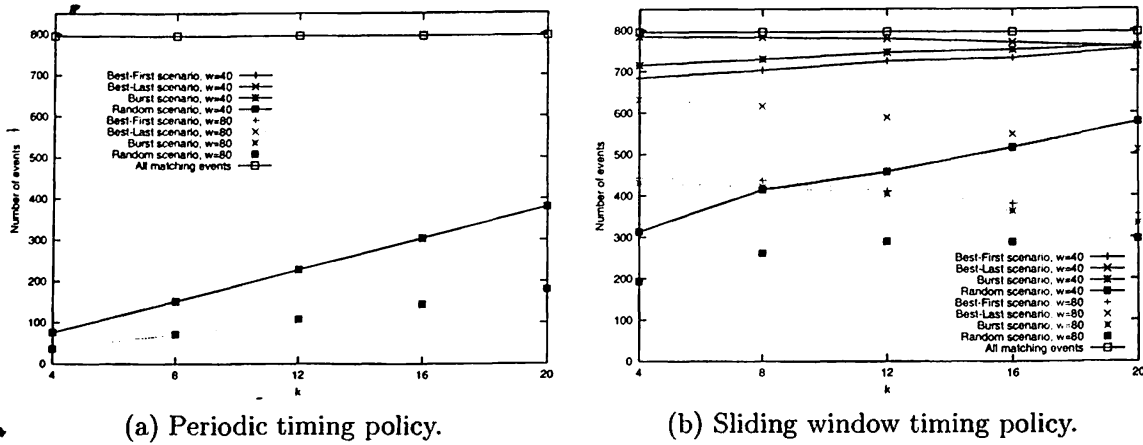 800
700
600
500
400
300
200
100
0
Number of events
Best-First scenario, w=40
Best-Last scenario, w=40
Burst scenario, w=40
Random scenario, w=40
Best-First scenario, w=80
Best-Last scenario, w=80
Burst scenario, w=80
Random scenario, w=80
All matching events
4 8 12 16 20
k
(a) Periodic timing policy.
800
700
600
500
400
300
200
100
0
Number of events
Best-First scenario, w=40
Best-Last scenario, w=40
Burst scenario, w=40
Random scenario, w=40
Best-First scenario, w=80
Best-Last scenario, w=80
Burst scenario, w=80
Random scenario, w=80
All matching events
4 8 12 16 20
k
(b) Sliding window timing policy.